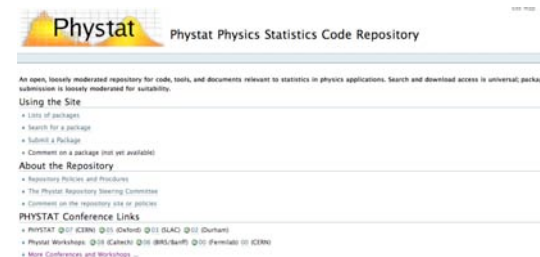 site map
Phystat
Phystat Physics Statistics Code Repository
An open, loosely moderated repository for code, tools, and documents relevant to statistics in physics applications. Search and download access is universal; packa
submission is loosely moderated for suitability.
Using the Site
Lists of packages
Search for a package
Submit a Package
Comment on a package (not yet available)
About the Repository
Repository Policies and Procdures
The Phystat Repository Steering Committee
Comment on the repository site or policies
PHYSTAT Conference Links
PHYSTAT 07 (CERN) 05 (Oxford) 03 (SLAC) 02 (Durham)
Phystat Workshops: 08 (Caltech) 06 (BIRS/Banff) 00 (Fermilab) 00 (CERN)
More Conferences and Workshops ...